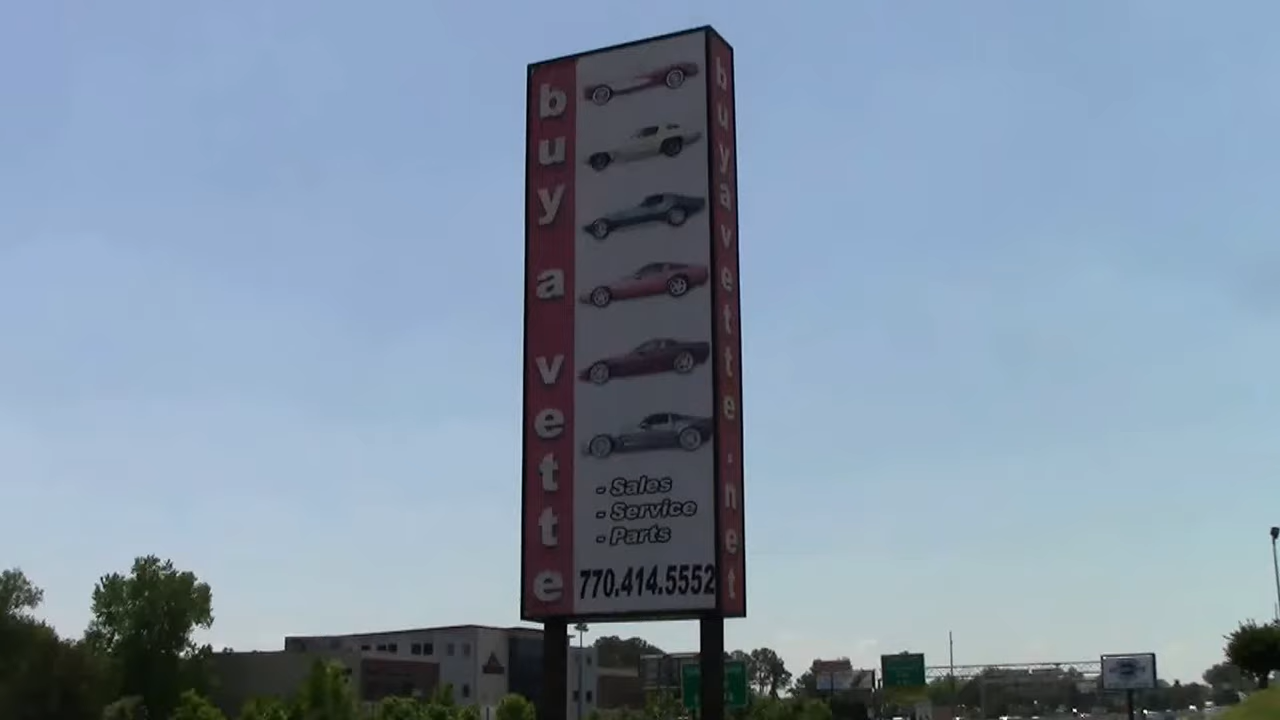 buy a vette
- Sales
- Service
- Parts
770.414.5552
buyavette.net